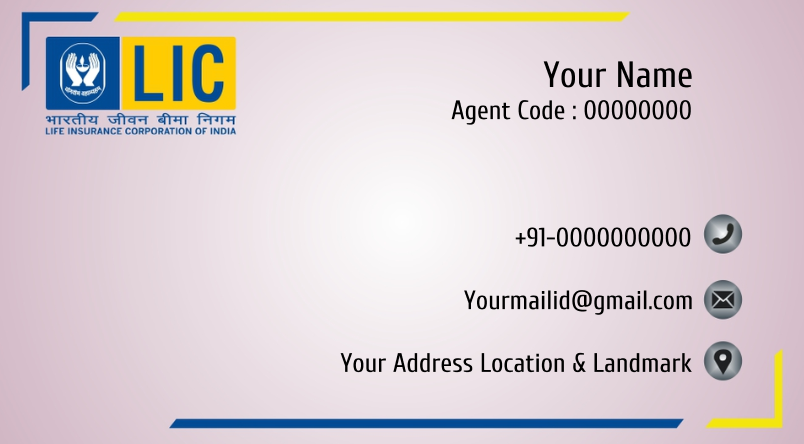 LIC
भारतीय जीवन बीमा निगम
LIFE INSURANCE CORPORATION OF INDIA
Your Name
Agent Code : 00000000
+91-0000000000
Yourmailid@gmail.com
Your Address Location & Landmark